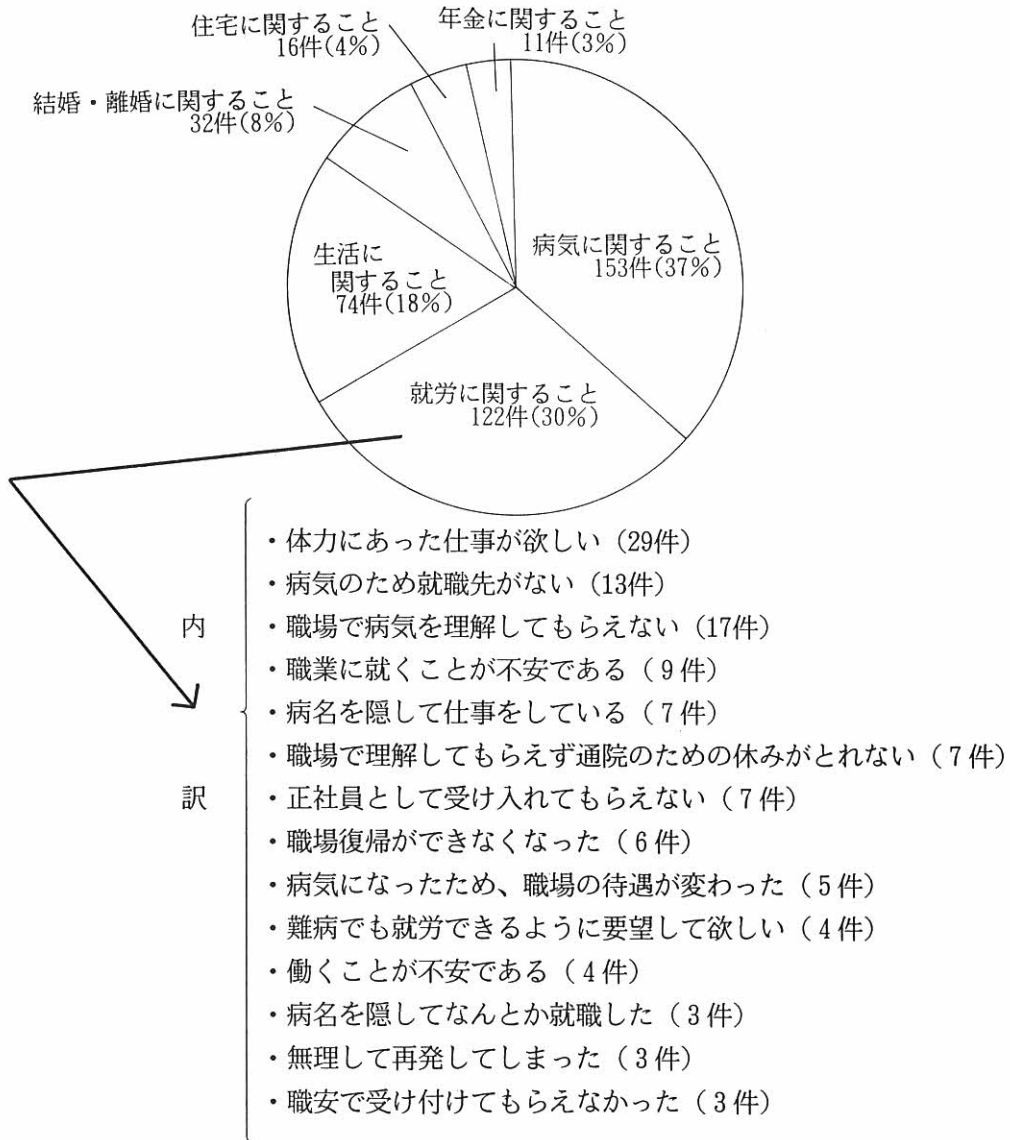 住宅に関すること
16件(4%)
年金に関すること
11件(3%)
結婚・離婚に関すること
32件(8%)
病気に関すること
153件(37%)
生活に
関すること
74件(18%)
就労に関すること
122件(30%)
内訳
・体力にあった仕事が欲しい（29件）
・病気のため就職先がない（13件）
・職場で病気を理解してもらえない（17件）
・職業に就くことが不安である（9件）
・病名を隠して仕事をしている（7件）
・職場で理解してもらえず通院のための休みがとれない（7件）
・正社員として受け入れてもらえない（7件）
・職場復帰ができなくなった（6件）
・病気になったため、職場の待遇が変わった（5件）
・難病でも就労できるように要望して欲しい（4件）
・働くことが不安である（4件）
・病名を隠してなんとか就職した（3件）
・無理して再発してしまった（3件）
・職安で受け付けてもらえなかった（3件）